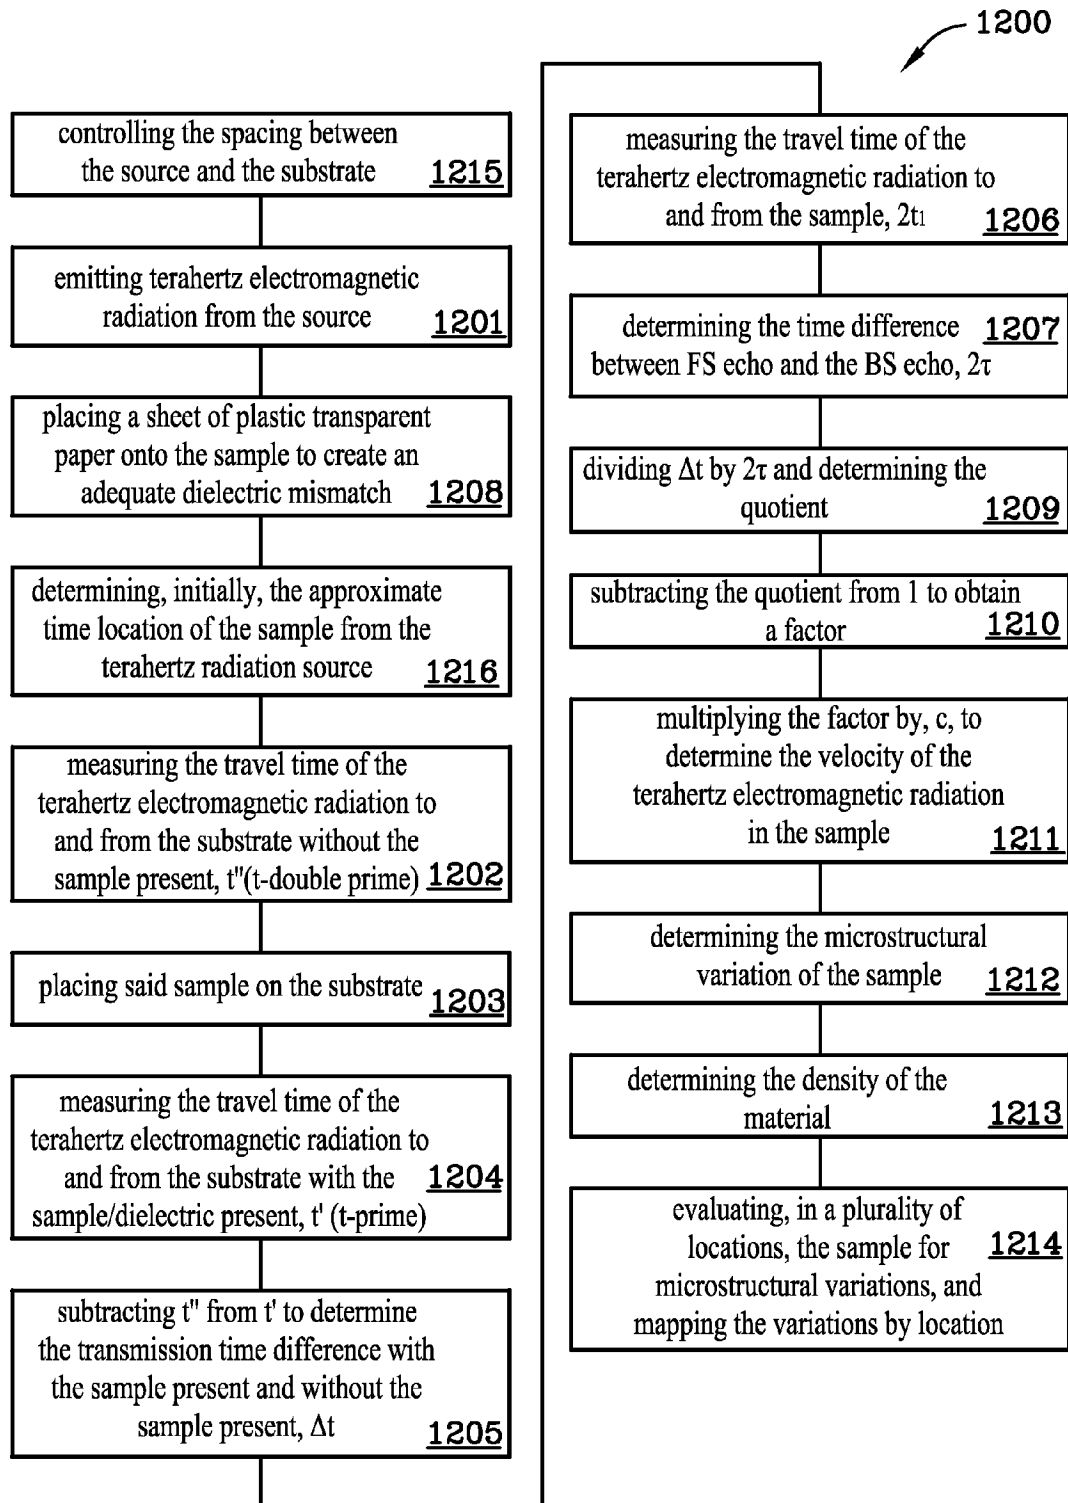 1200
controlling the spacing between
the source and the substrate 1215
emitting terahertz electromagnetic
radiation from the source 1201
placing a sheet of plastic transparent
paper onto the sample to create an
adequate dielectric mismatch 1208
determining, initially, the approximate
time location of the sample from the
terahertz radiation source 1216
measuring the travel time of the
terahertz electromagnetic radiation to
and from the substrate without the
sample present, t"(t-double prime) 1202
placing said sample on the substrate 1203
measuring the travel time of the
terahertz electromagnetic radiation to
and from the substrate with the 1204
sample/dielectric present, t' (t-prime)
subtracting t" from t' to determine
the transmission time difference with
the sample present and without the
sample present, Δt 1205
measuring the travel time of the
terahertz electromagnetic radiation to
and from the sample, 2t1 1206
determining the time difference 1207
between FS echo and the BS echo, 2τ
dividing Δt by 2τ and determining the
quotient 1209
subtracting the quotient from 1 to obtain
a factor 1210
multiplying the factor by, c, to
determine the velocity of the
terahertz electromagnetic radiation
in the sample 1211
determining the microstructural
variation of the sample 1212
determining the density of the
material 1213
evaluating, in a plurality of
locations, the sample for 1214
microstructural variations, and
mapping the variations by location